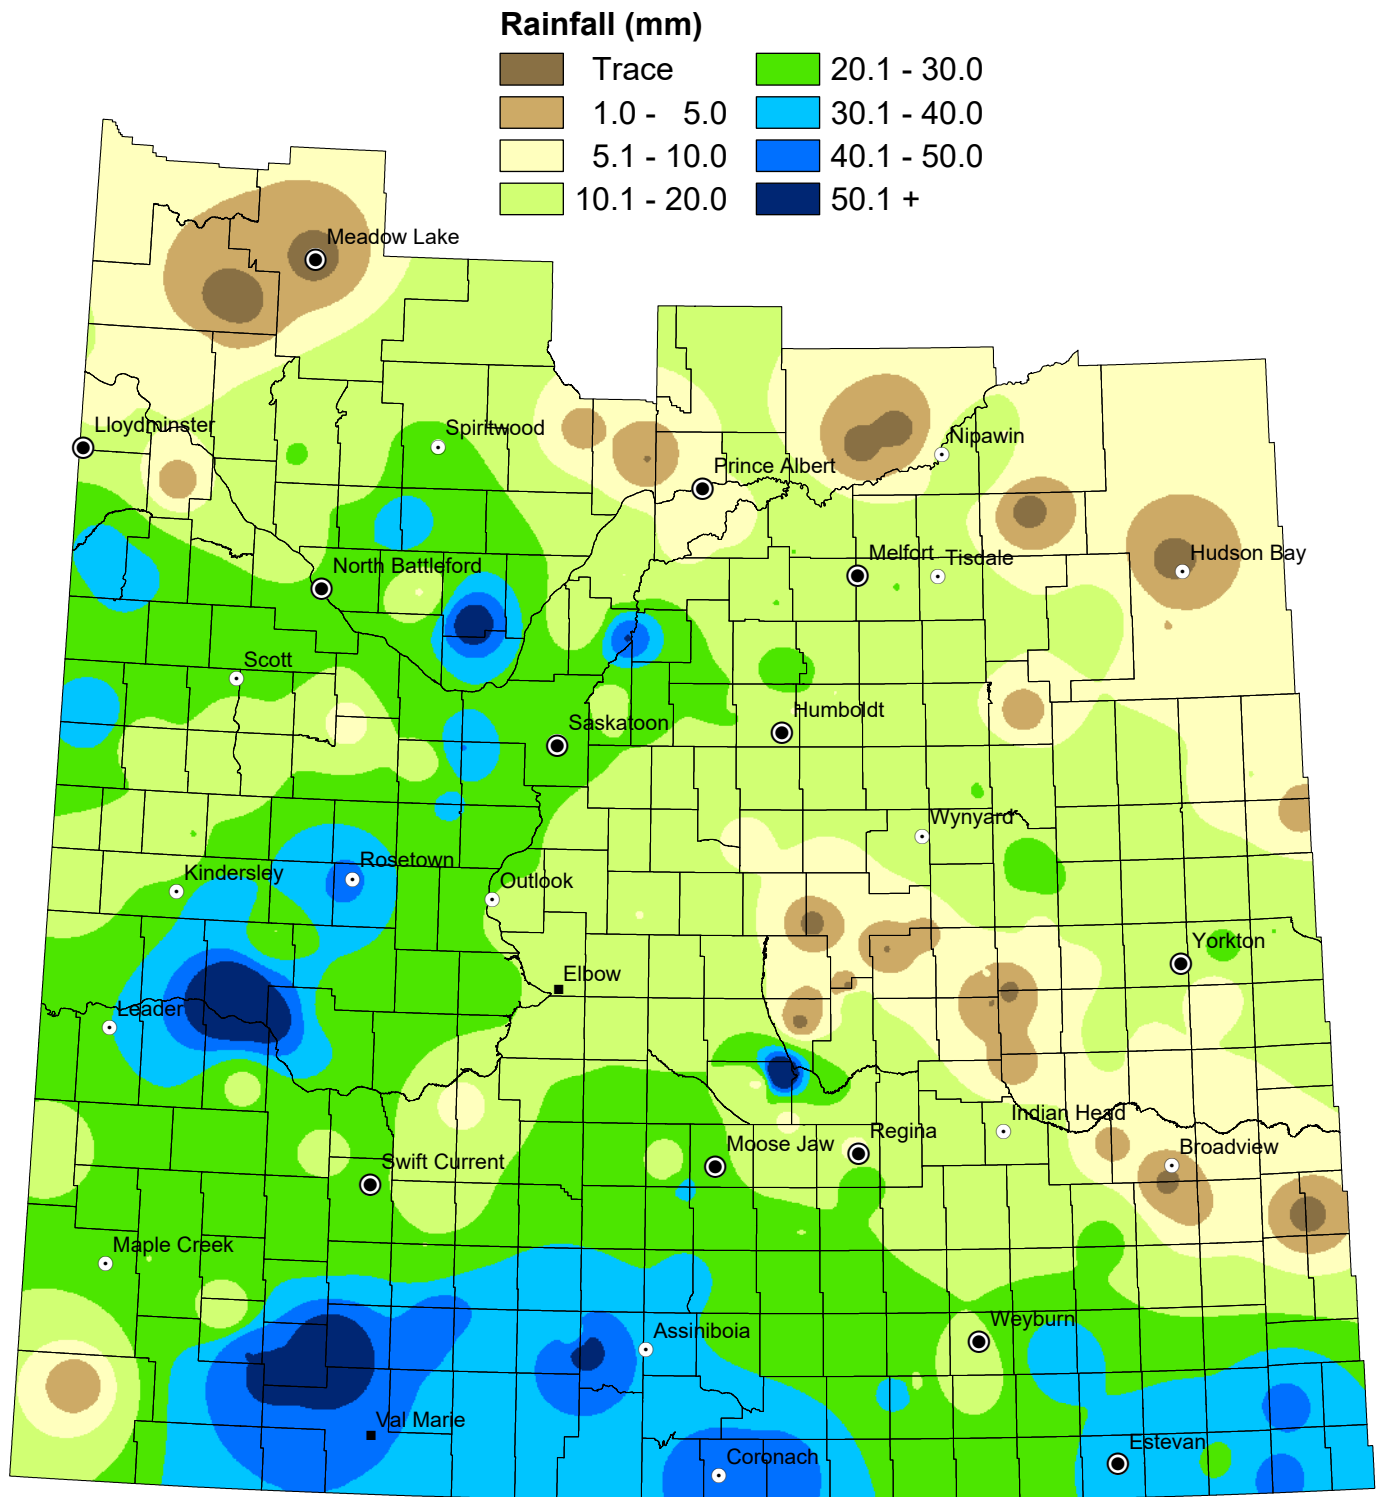 Rainfall (mm)
Trace
20.1 - 30.0
1.0 - 5.0
30.1 - 40.0
5.1 - 10.0
40.1 - 50.0
10.1 - 20.0
50.1 +
Meadow Lake
Lloydminster
Spiritwood
Nipawin
Prince Albert
Hudson Bay
Melfort
Tisdale
North Battleford
Scott
Saskatoon
Humboldt
Wynyard
Rosetown
Kindersley
Outlook
Yorkton
Elbow
Leader
Indian Head
Regina
Moose Jaw
Broadview
Swift Current
Maple Creek
Weyburn
Assiniboia
Val Marie
Estevan
Coronach